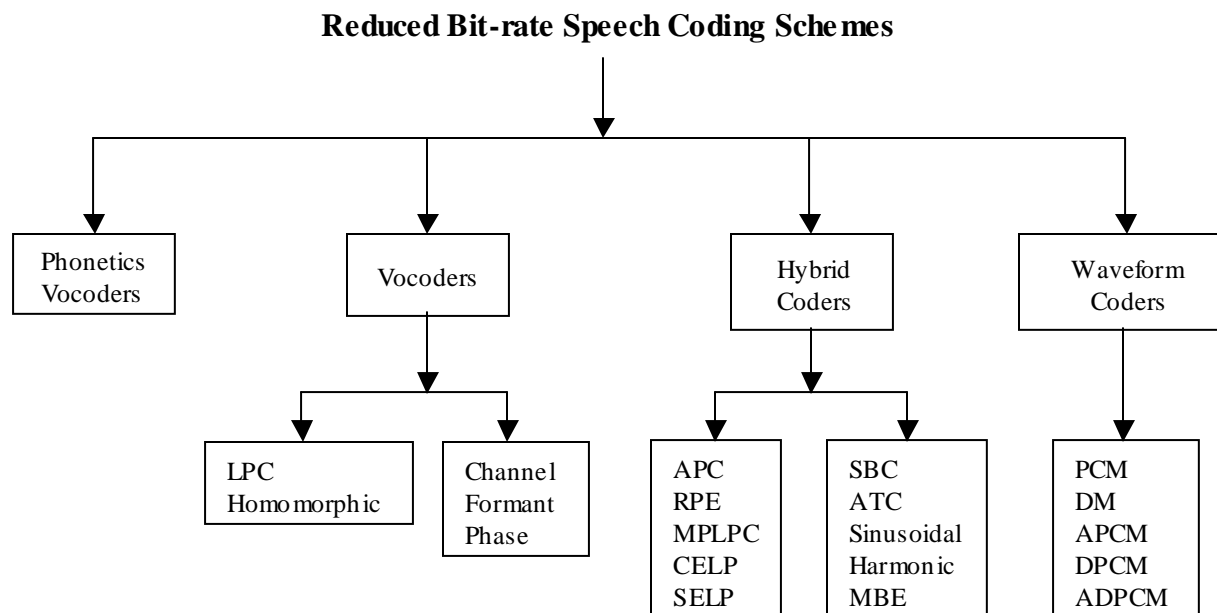 Reduced Bit-rate Speech Coding Schemes
Phonetics
Vocoders
Vocoders
Hybrid
Coders
Waveform
Coders
LPC
Homomorphic
Channel
Formant
Phase
APC
RPE
MPLPC
CELP
SELP
SBC
ATC
Sinusoidal
Harmonic
MBE
PCM
DM
APCM
DPCM
ADPCM